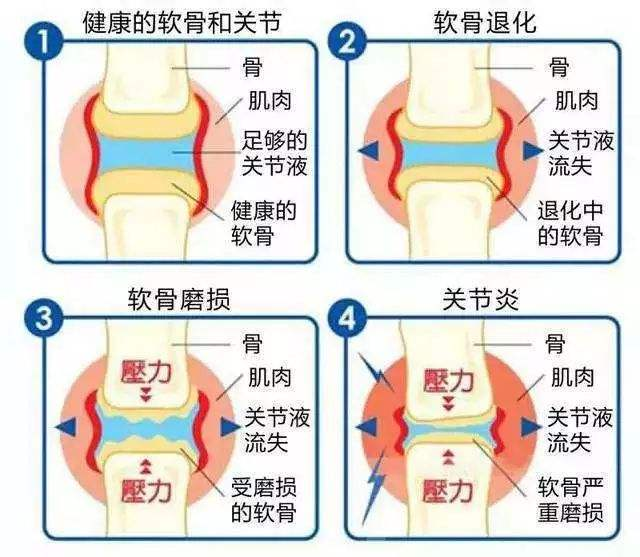 1
健康的软骨和关节
骨
肌肉
足够的
关节液
健康的
软骨
2
软骨退化
骨
肌肉
关节液
流失
退化中
的软骨
3
软骨磨损
骨
肌肉
壓力
关节液
流失
壓力
受磨损
的软骨
4
关节炎
骨
肌肉
壓力
关节液
流失
壓力
软骨严
重磨损